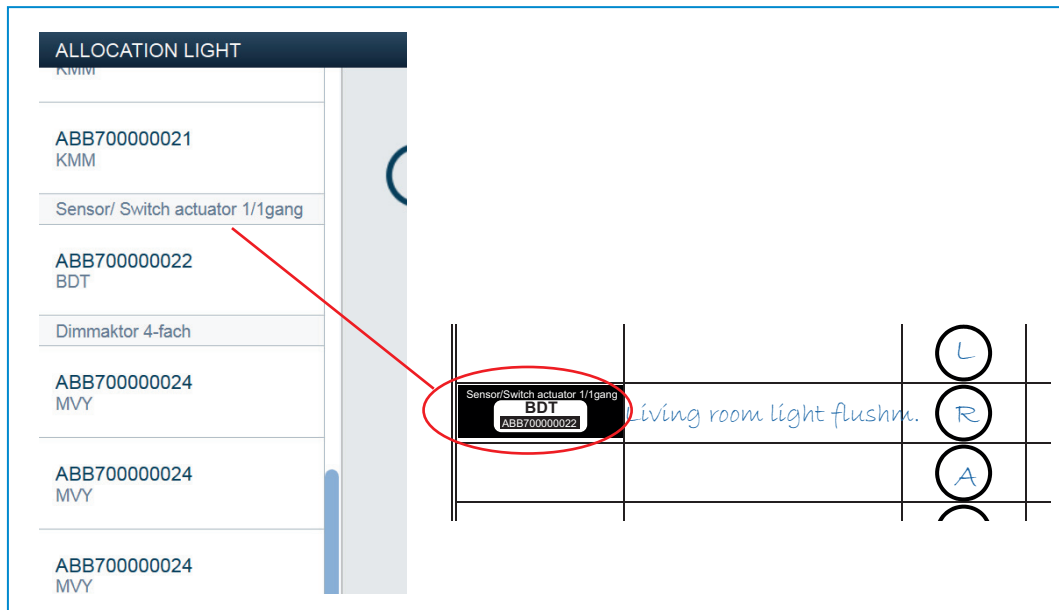 ALLOCATION LIGHT
KMM
ABB700000021
KMM
Sensor/ Switch actuator 1/1gang
ABB700000022
BDT
Dimmaktor 4-fach
ABB700000024
MVY
ABB700000024
MVY
ABB700000024
MVY
L
Sensor/Switch actuator 1/1gang
BDT
ABB700000022
Living room light flushm.
R
A